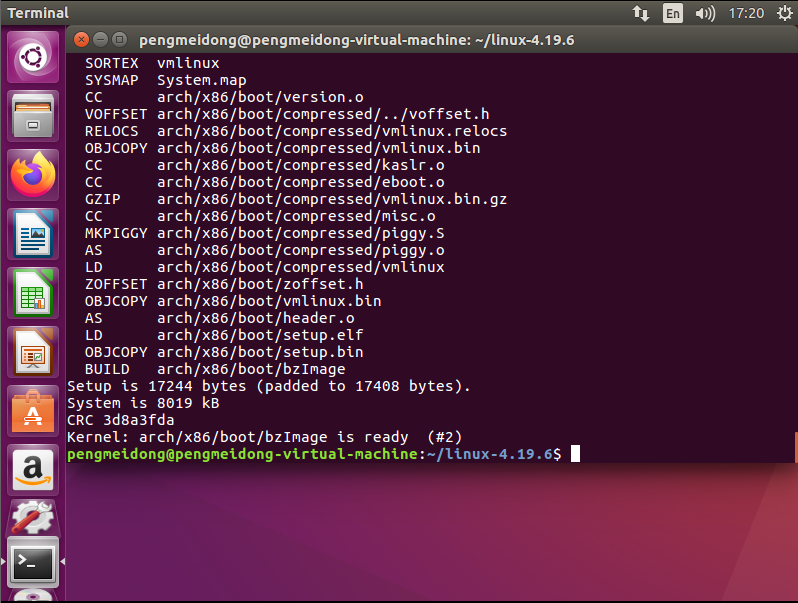 Terminal
En
17:20
pengmeidong@pengmeidong-virtual-machine: ~/linux-4.19.6
SORTEX vmlinux
SYSMAP System.map
CC arch/x86/boot/version.o
VOFFSET arch/x86/boot/compressed/../voffset.h
RELOCS arch/x86/boot/compressed/vmlinux.relocs
OBJCOPY arch/x86/boot/compressed/vmlinux.bin
CC arch/x86/boot/compressed/kaslr.o
CC arch/x86/boot/compressed/eboot.o
GZIP arch/x86/boot/compressed/vmlinux.bin.gz
CC arch/x86/boot/compressed/misc.o
MKPIGGY arch/x86/boot/compressed/piggy.S
AS arch/x86/boot/compressed/piggy.o
LD arch/x86/boot/compressed/vmlinux
ZOFFSET arch/x86/boot/zoffset.h
OBJCOPY arch/x86/boot/vmlinux.bin
AS arch/x86/boot/header.o
LD arch/x86/boot/setup.elf
OBJCOPY arch/x86/boot/setup.bin
BUILD arch/x86/boot/bzImage
Setup is 17244 bytes (padded to 17408 bytes).
System is 8019 kB
CRC 3d8a3fda
Kernel: arch/x86/boot/bzImage is ready (#2)
pengmeidong@pengmeidong-virtual-machine:~/linux-4.19.6$
A
a
>_